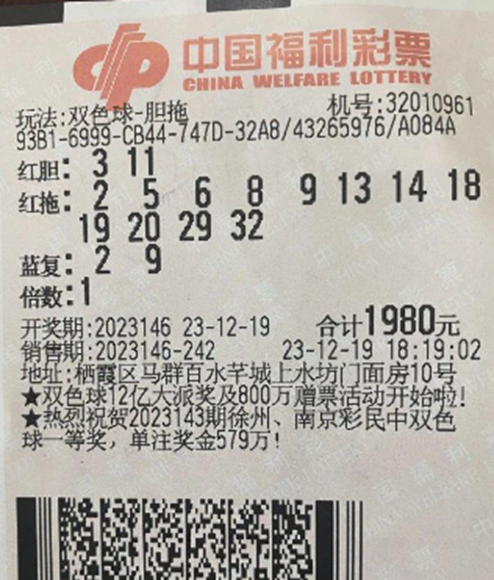 中国福利彩票
CHINA WELFARE LOTTERY
玩法:双色球-胆拖 机号:32010961
93B1-6999-CB44-747D-32A8/43265976/A084A
红胆: 3 11
红拖: 2 5 6 8 9 13 14 18
19 20 29 32
蓝复: 2 9
倍数:1
开奖期:2023146 23-12-19 合计1980元
销售期:2023146-242 23-12-19 18:19:02
地址:栖霞区马群百水芊城上水坊门面房10号
★双色球12亿大派奖及800万赠票活动开始啦!
★热烈祝贺2023143期徐州、南京彩民中双色
球一等奖,单注奖金579万!